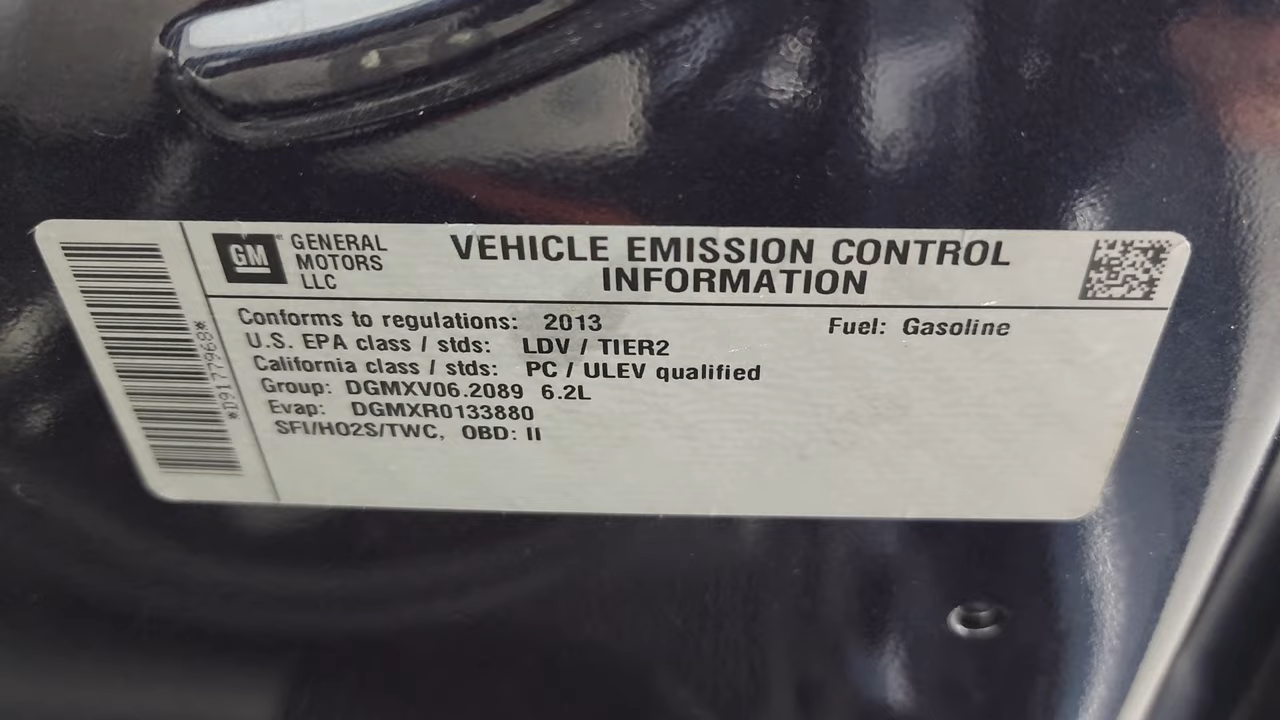 GM
GENERAL
MOTORS
LLC
VEHICLE EMISSION CONTROL
INFORMATION
Conforms to regulations: 2013
Fuel: Gasoline
U.S. EPA class / stds: LDV / TIER2
California class / stds: PC / ULEV qualified
Group: DGMXV06.2089 6.2L
Evap: DGMXR0133880
SFI/HO2S/TWC, OBD: II
*D9177968*